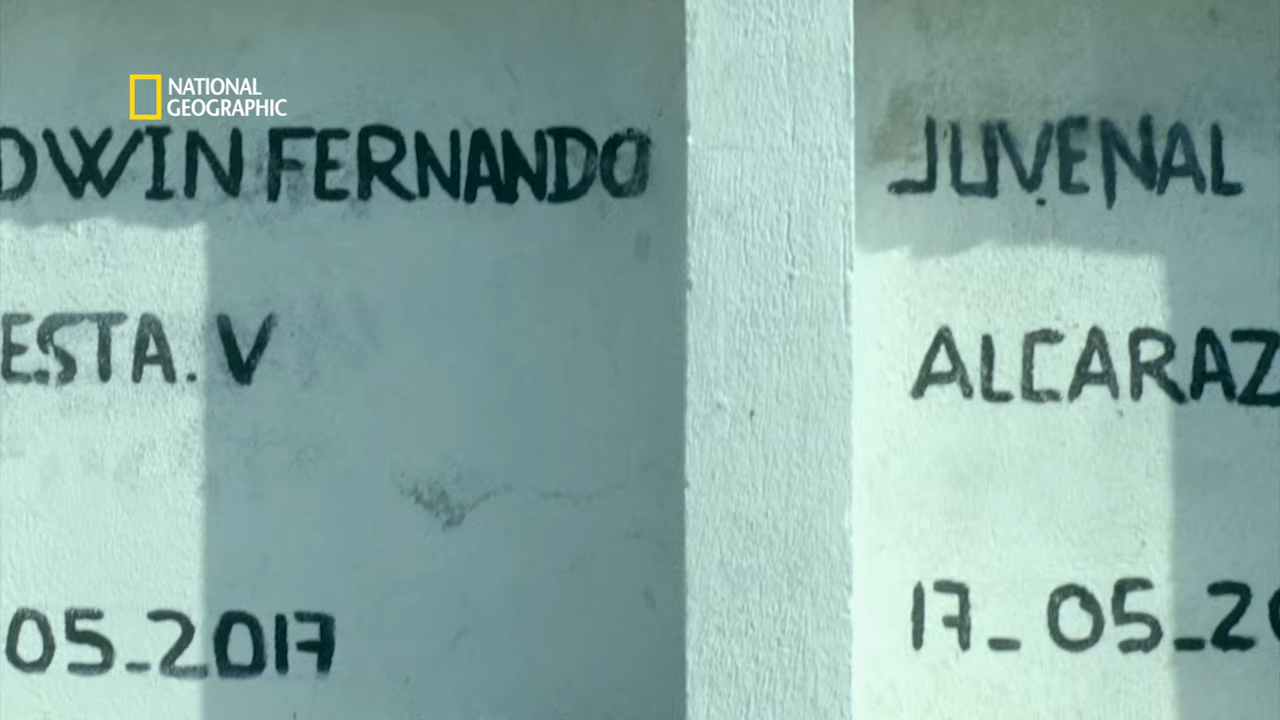 NATIONAL
GEOGRAPHIC
DWIN FERNANDO
ESTA. V
05_2017
JUVENAL
ALCARAZ
17_05_20